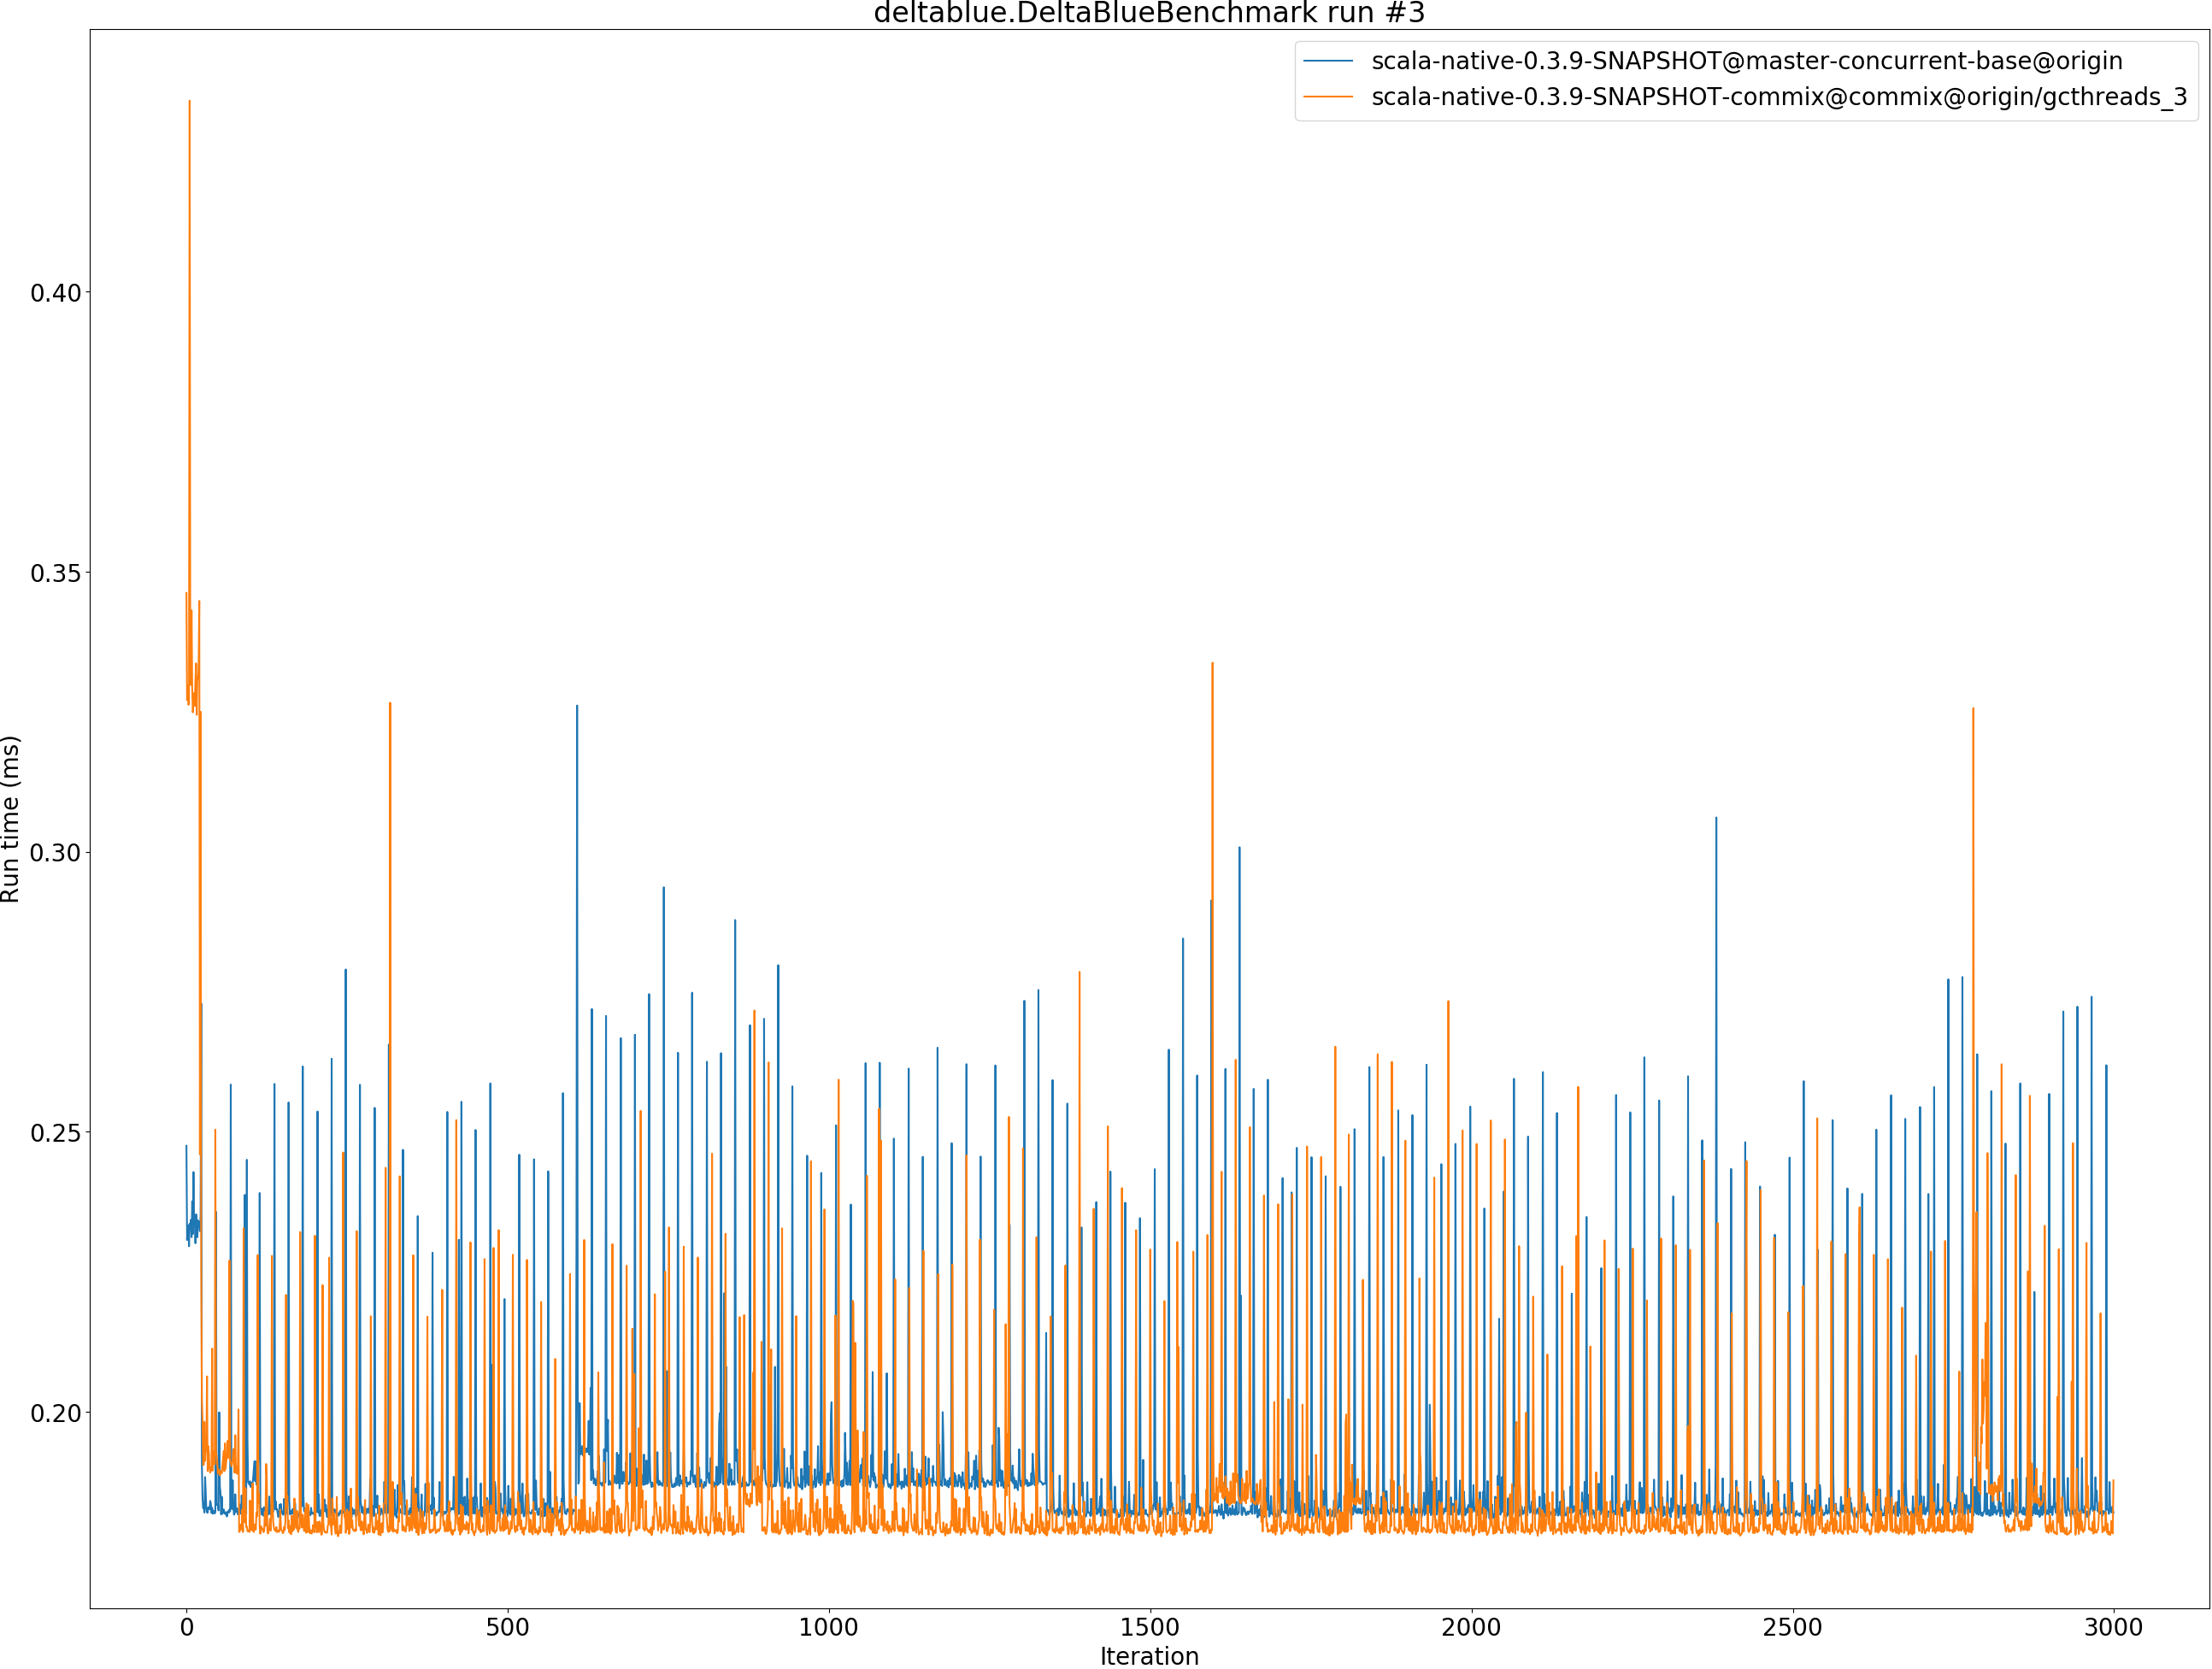 deltablue.DeltaBlueBenchmark run #3
scala-native-0.3.9-SNAPSHOT@master-concurrent-base@origin
scala-native-0.3.9-SNAPSHOT-commix@commix@origin/gcthreads_3
Run time (ms)
0.40
0.35
0.30
0.25
0.20
0
500
1000
1500
2000
2500
3000
Iteration